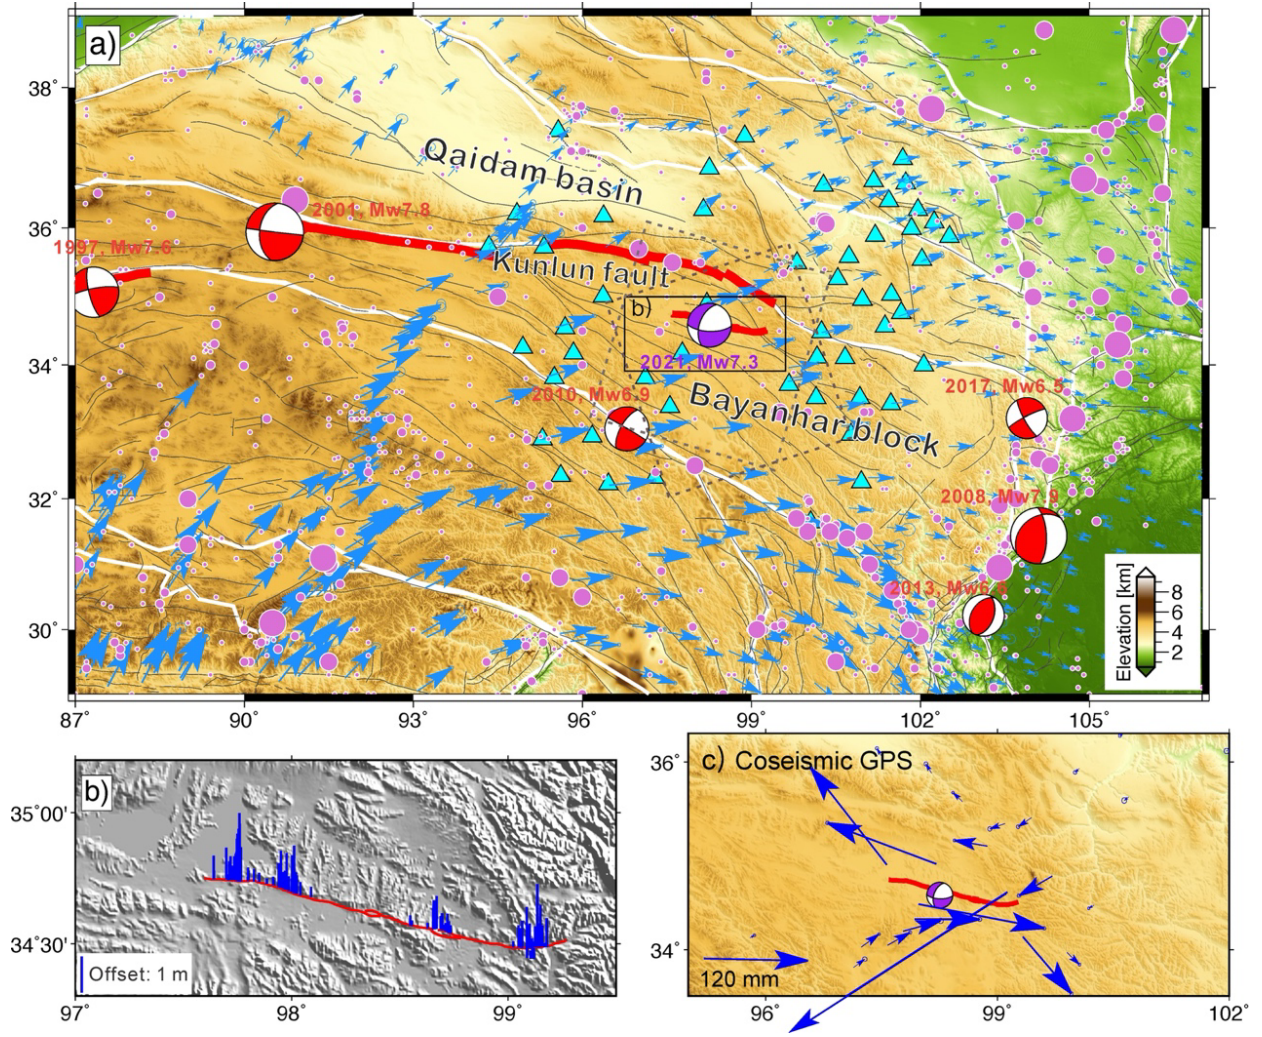 a)
38°
36°
34°
32°
30°
87°
90°
93°
96°
99°
102°
105°
Qaidam basin
2001, Mw7.8
1997, Mw7.6
Kunlun fault
b)
2021, Mw7.3
2010, Mw6.9
Bayanhar block
2017, Mw6.5
2008, Mw7.9
2013, Mw6.6
Elevation [km]
8
6
4
2
b)
35°00'
34°30'
Offset: 1 m
97°
98°
99°
c) Coseismic GPS
36°
34°
120 mm
96°
99°
102°